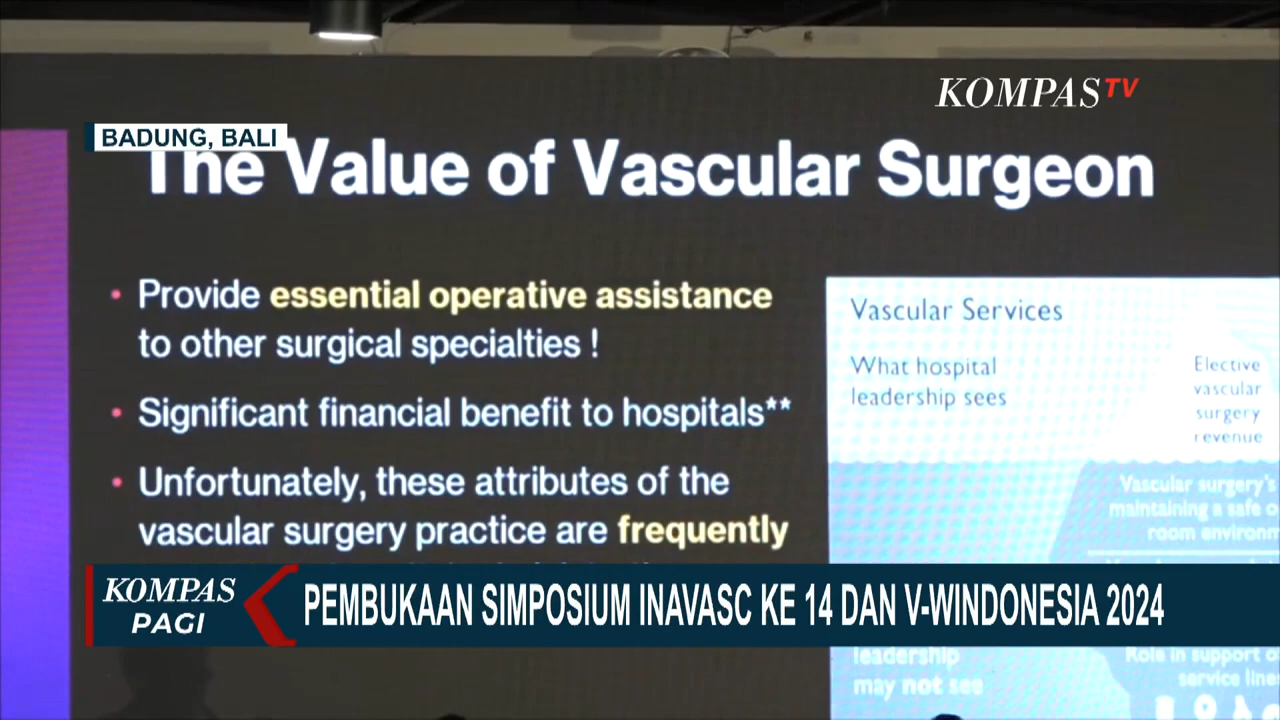 KOMPAS TV
BADUNG, BALI
The Value of Vascular Surgeon
• Provide essential operative assistance
to other surgical specialties !
• Significant financial benefit to hospitals**
• Unfortunately, these attributes of the
vascular surgery practice are frequently
Vascular Services
What hospital
leadership sees
Elective
vascular
surgery
revenue
Vascular surgery's
maintaining a safe
room
leadership
may not see
Role in support
service
KOMPAS
PAGI
PEMBUKAAN SIMPOSIUM INAVASC KE 14 DAN V-WINDONESIA 2024